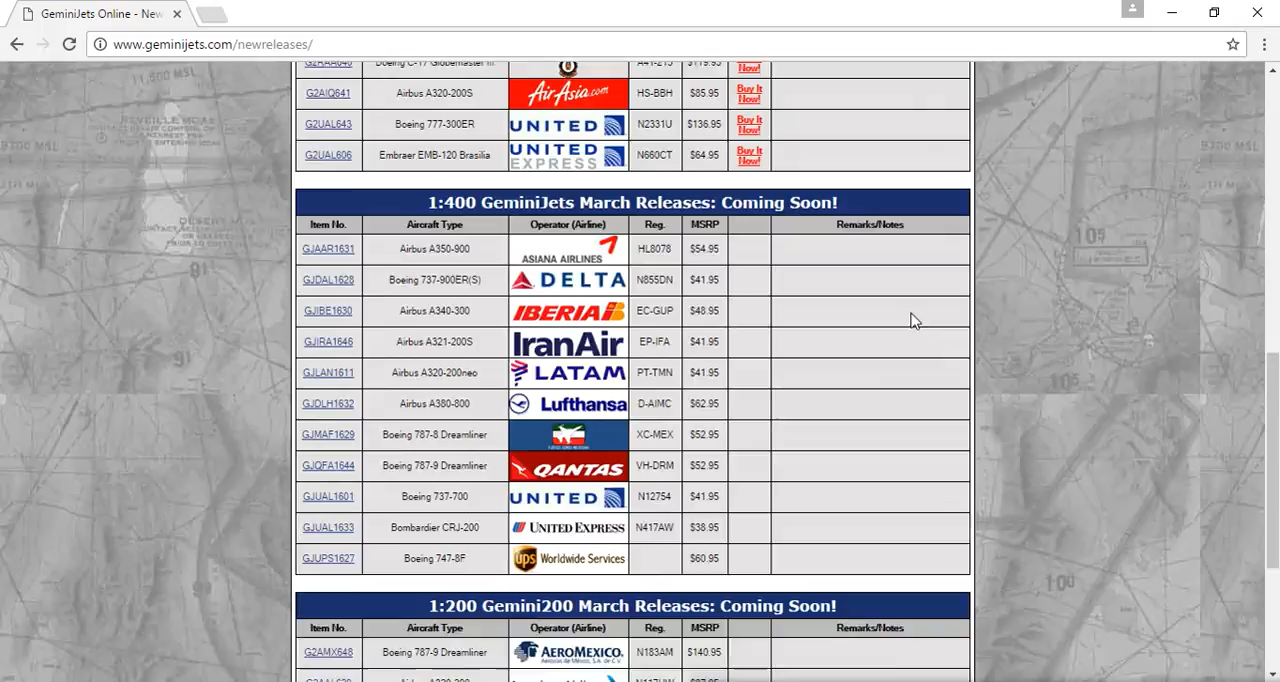 GeminiJets Online - New
www.geminijets.com/newreleases/
Boeing C-17 Globemaster III $119.95 Now!
G2AIQ641 Airbus A320-200S AirAsia.com HS-BBH $85.95 Buy It Now!
G2UAL643 Boeing 777-300ER UNITED N2331U $136.95 Buy It Now!
G2UAL606 Embraer EMB-120 Brasilia UNITED EXPRESS N660CT $64.95 Buy It Now!
1:400 GeminiJets March Releases: Coming Soon!
Item No. Aircraft Type Operator (Airline) Reg. MSRP Remarks/Notes
GJAAR1631 Airbus A350-900 ASIANA AIRLINES HL8078 $54.95
GJDAL1628 Boeing 737-900ER(S) DELTA N855DN $41.95
GJIBE1630 Airbus A340-300 IBERIA EC-GUP $48.95
GJIRA1646 Airbus A321-200S IranAir EP-IFA $41.95
GJLAN1611 Airbus A320-200neo LATAM PT-TMN $41.95
GJDLH1632 Airbus A380-800 Lufthansa D-AIMC $62.95
GJMAF1629 Boeing 787-8 Dreamliner XC-MEX $52.95
GJQFA1644 Boeing 787-9 Dreamliner QANTAS VH-DRM $52.95
GJUAL1601 Boeing 737-700 UNITED N12754 $41.95
GJUAL1633 Bombardier CRJ-200 UNITED EXPRESS N417AW $38.95
GJUPS1627 Boeing 747-8F ups Worldwide Services $60.95
1:200 Gemini200 March Releases: Coming Soon!
Item No. Aircraft Type Operator (Airline) Reg. MSRP Remarks/Notes
G2AMX648 Boeing 787-9 Dreamliner AEROMEXICO. N183AM $140.95